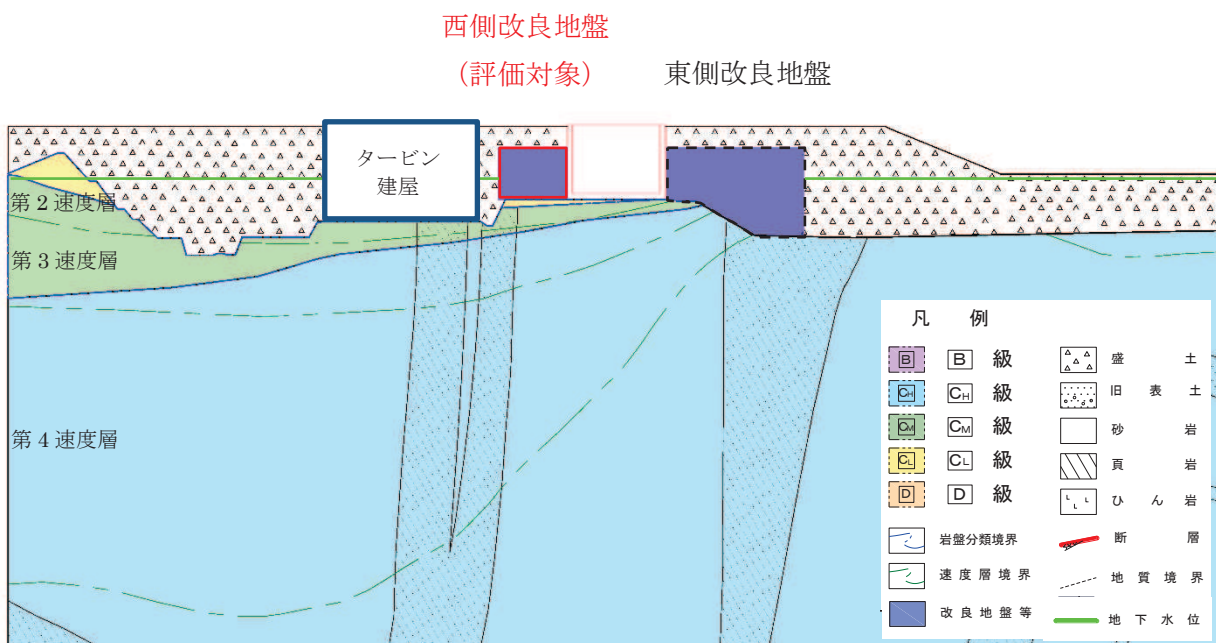 西側改良地盤
（評価対象）
東側改良地盤
タービン
建屋
第2速度層
第3速度層
第4速度層
凡 例
B B 級
CH CH 級
CM CM 級
CL CL 級
D D 級
岩盤分類境界
速度層境界
改良地盤等
盛土
旧表土
砂岩
頁岩
ひん岩
断層
地質境界
地下水位